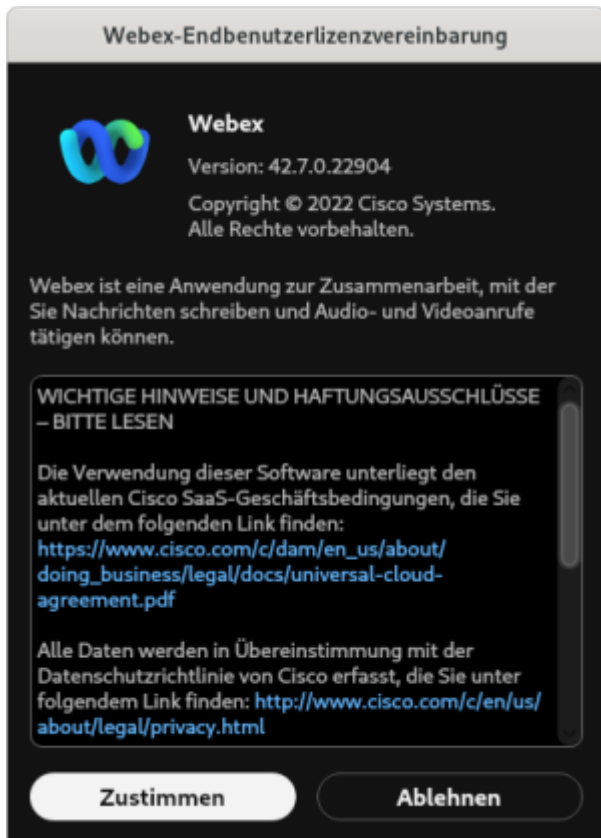 Webex-Endbenutzerlizenzvereinbarung
Webex
Version: 42.7.0.22904
Copyright © 2022 Cisco Systems.
Alle Rechte vorbehalten.
Webex ist eine Anwendung zur Zusammenarbeit, mit der
Sie Nachrichten schreiben und Audio- und Videoanrufe
tätigen können.
WICHTIGE HINWEISE UND HAFTUNGSAUSSCHLÜSSE
– BITTE LESEN
Die Verwendung dieser Software unterliegt den
aktuellen Cisco SaaS-Geschäftsbedingungen, die Sie
unter dem folgenden Link finden:
https://www.cisco.com/c/dam/en_us/about/
doing_business/legal/docs/universal-cloud-
agreement.pdf
Alle Daten werden in Übereinstimmung mit der
Datenschutzrichtlinie von Cisco erfasst, die Sie unter
folgendem Link finden: http://www.cisco.com/c/en/us/
about/legal/privacy.html
Zustimmen
Ablehnen